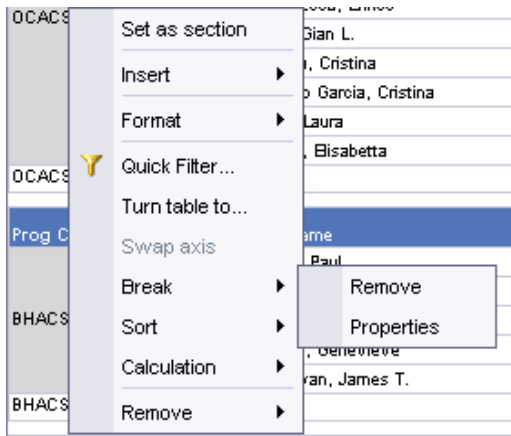 OCACS
Set as section
Gian L.
Insert
, Cristina
Garcia, Cristina
Format
Laura
, Elisabetta
Quick Filter...
OCACS
Turn table to...
Prog C
ame
Swap axis
Paul
Break
Remove
BHACS
Sort
Properties
, Genevieve
Calculation
van, James T.
BHACS
Remove